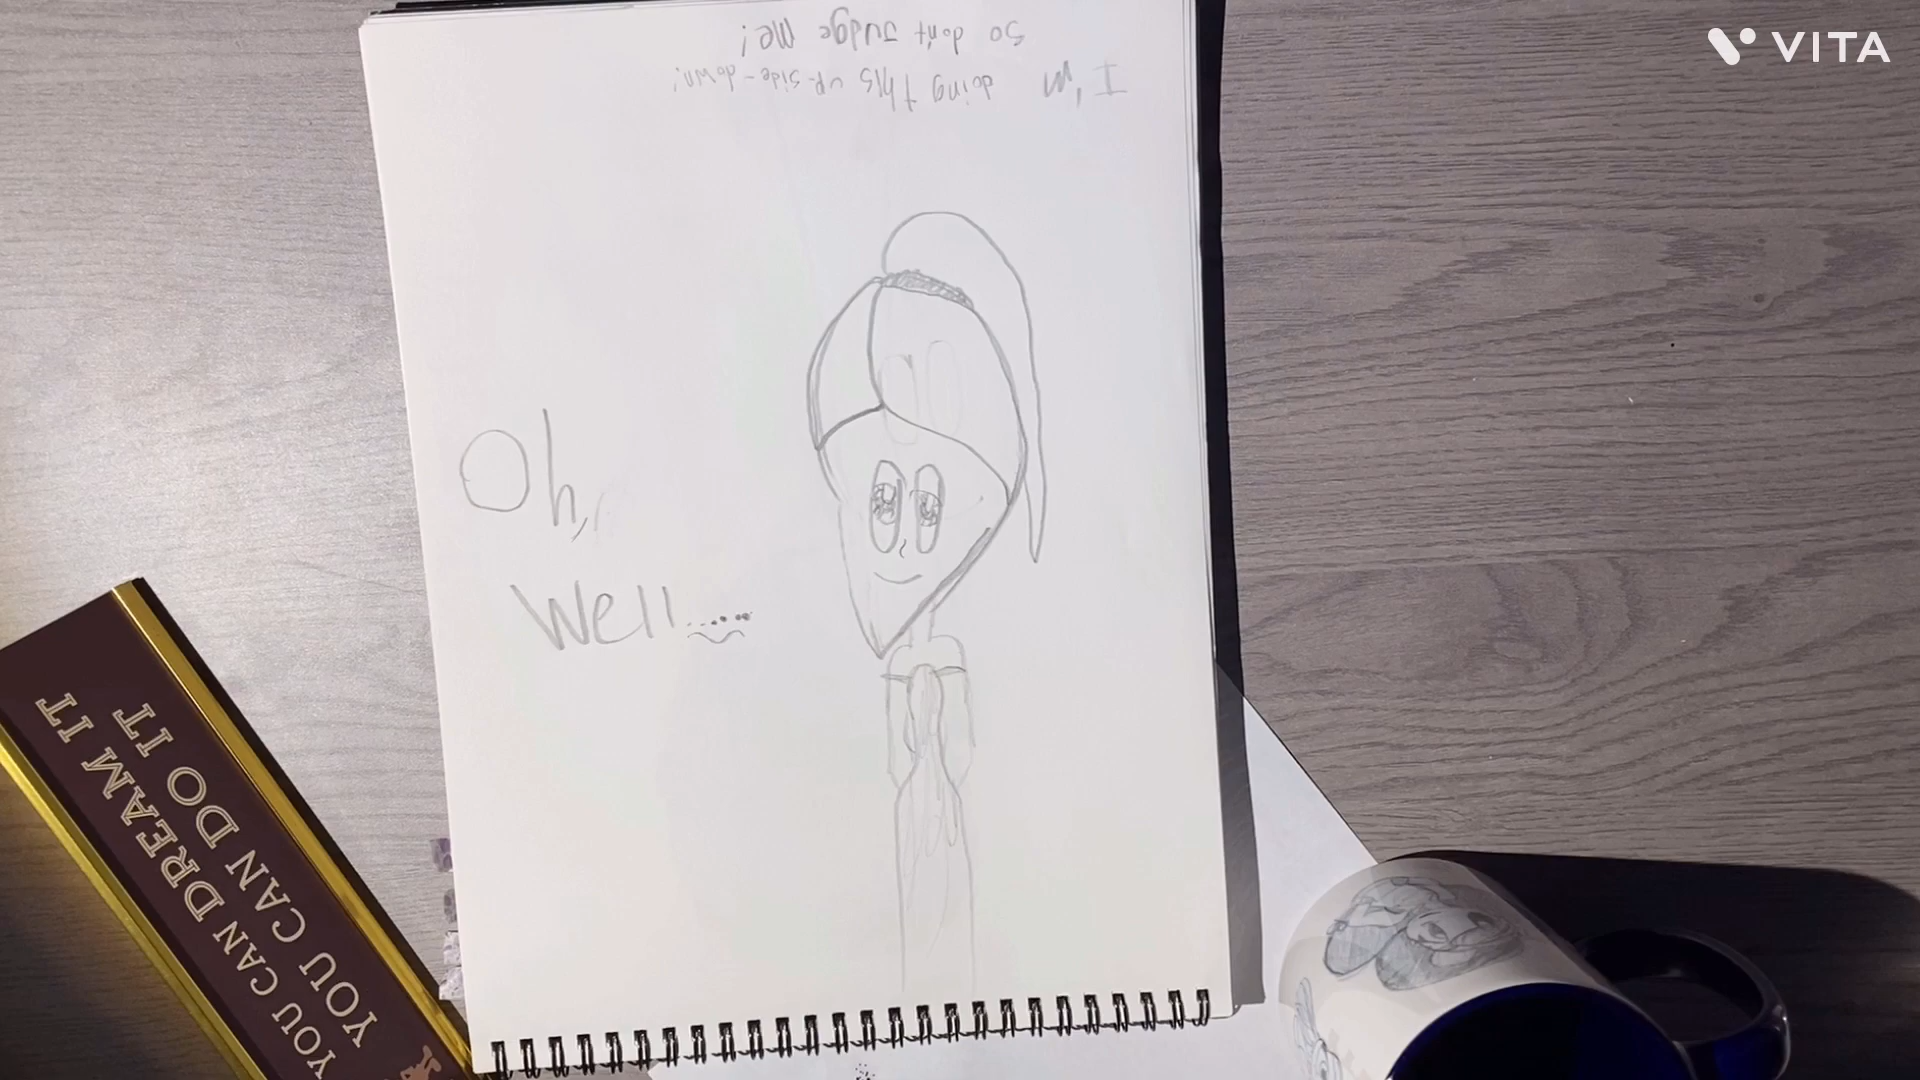 I'm doing this up-side-down!
So don't Judge Me!
Oh,
Well......
VITA
IF YOU CAN DREAM IT
YOU CAN DO IT